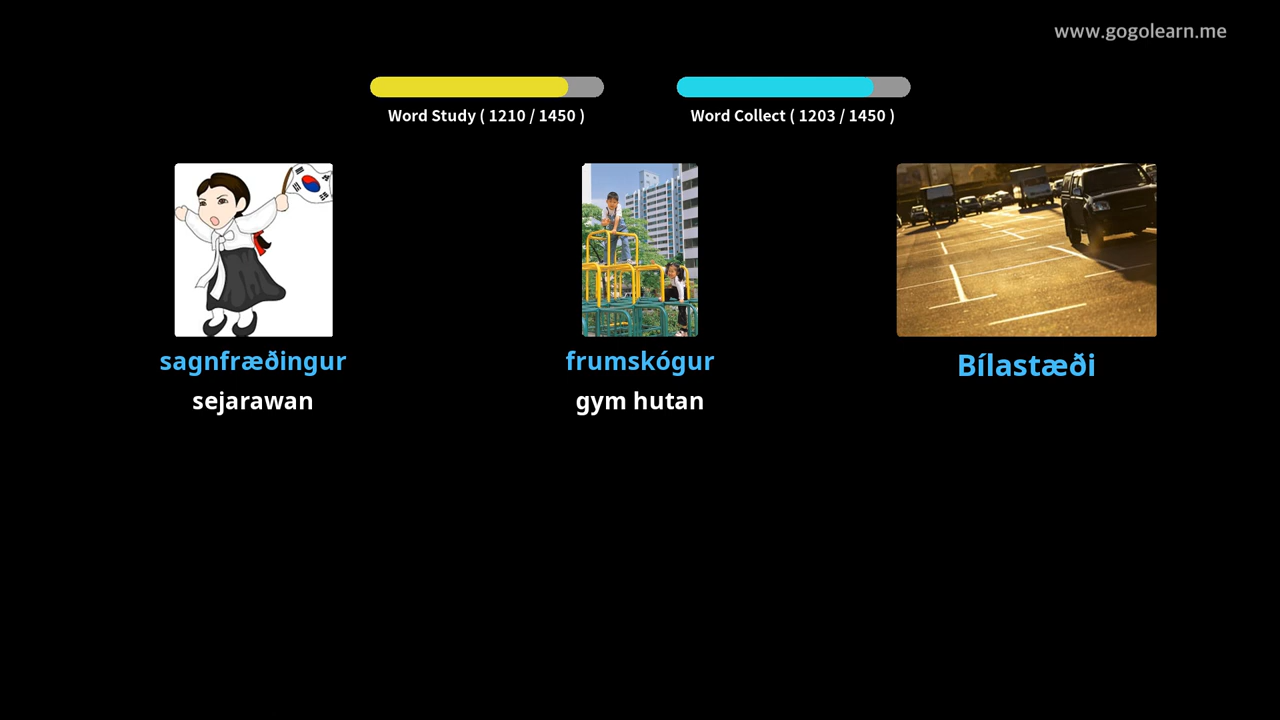 www.gogolearn.me
Word Study ( 1210 / 1450 )
Word Collect ( 1203 / 1450 )
sagnfræðingur
sejarawan
frumskógur
gym hutan
Bílastæði